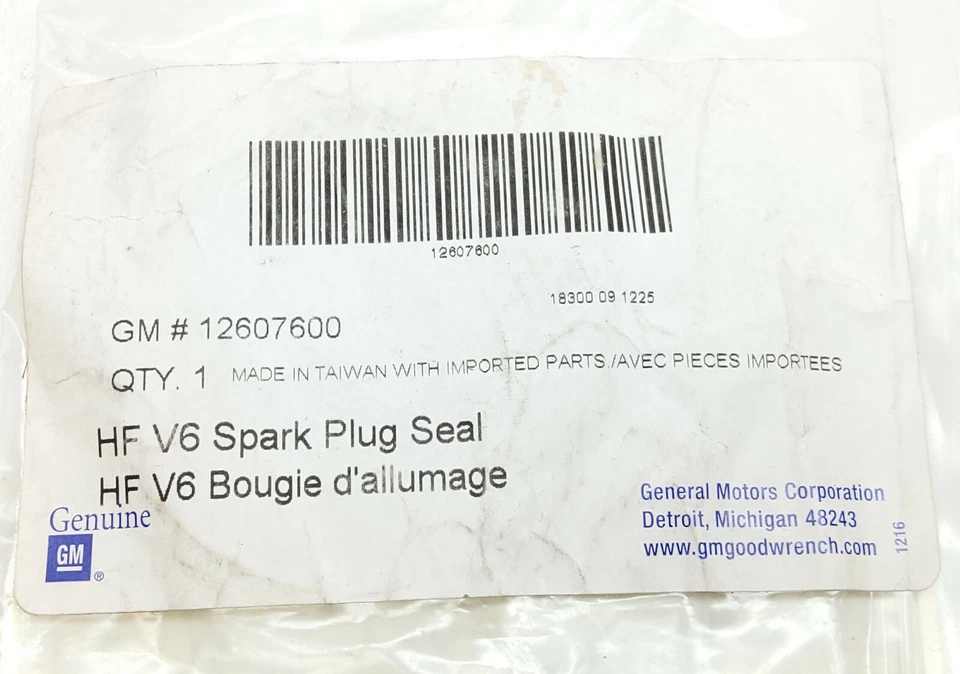 12607600
18300 09 1225
GM # 12607600
QTY. 1 MADE IN TAIWAN WITH IMPORTED PARTS./AVEC PIECES IMPORTEES
HF V6 Spark Plug Seal
HF V6 Bougie d'allumage
Genuine
GM
®
General Motors Corporation
Detroit, Michigan 48243
www.gmgoodwrench.com
1216